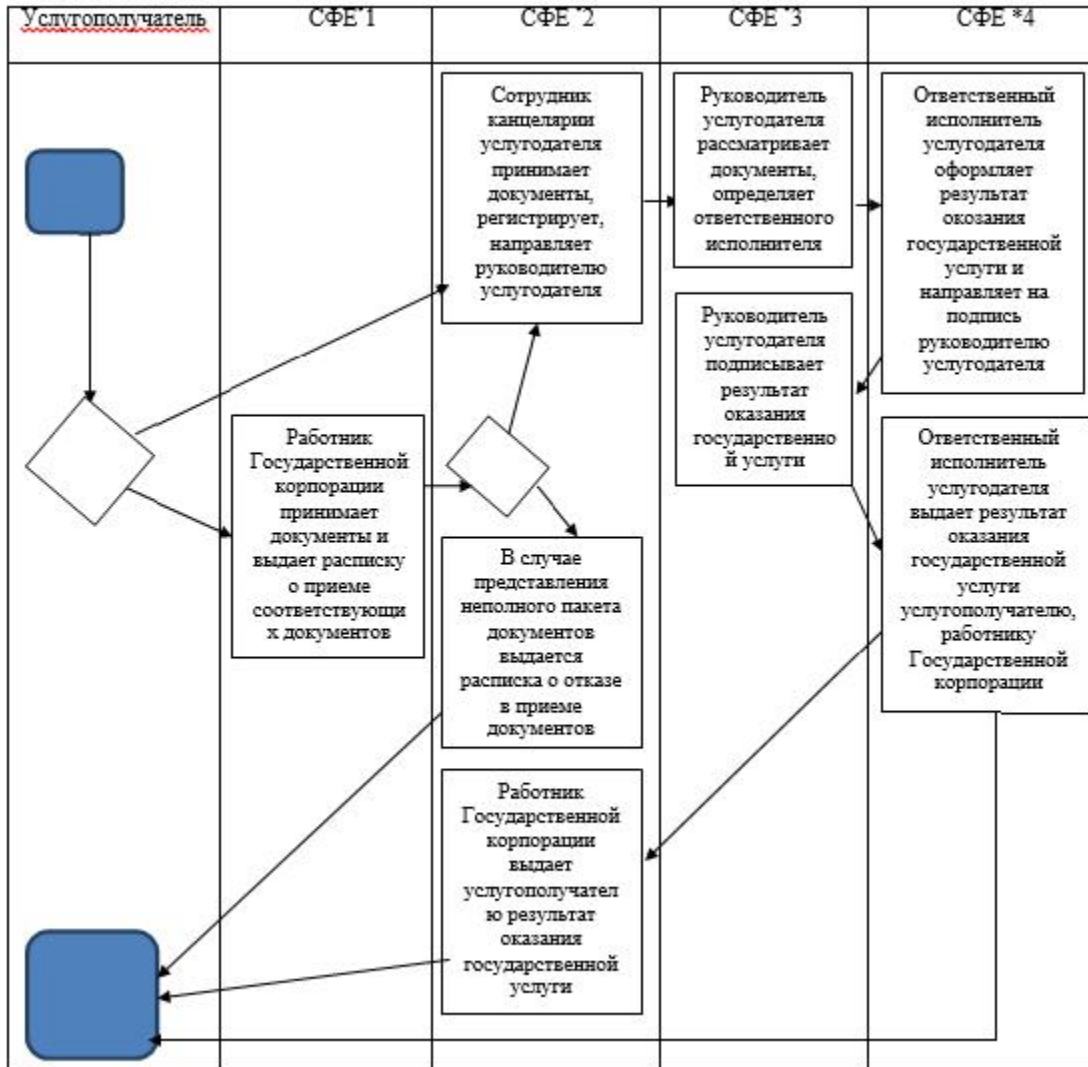 Услугополучатель
СФЕ*1
СФЕ *2
СФЕ *3
СФЕ *4
Сотрудник
канцелярии
услугодателя
принимает
документы,
регистрирует,
направляет
руководителю
услугодателя
Руководитель
услугодателя
рассматривает
документы,
определяет
ответственного
исполнителя
Ответственный
исполнитель
услугодателя
оформляет
результат
окозания
государственной
услуги и
направляет на
подпись
руководителю
услугодателя
Руководитель
услугодателя
подписывает
результат
оказания
государственно
й услуги
Работник
Государственной
корпорации
принимает
документы и
выдает расписку
о приеме
соответствующи
х документов
Ответственный
исполнитель
услугодателя
выдает результат
оказания
государственной
услуги
услугополучателю,
работнику
Государственной
корпорации
В случае
представления
неполного пакета
документов
выдается
расписка о отказе
в приеме
документов
Работник
Государственной
корпорации
выдает
услугополучател
ю результат
оказания
государственной
услуги